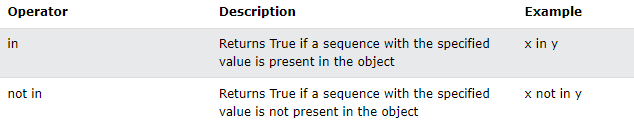 Operator Description Example
in Returns True if a sequence with the specified x in y
value is present in the object
not in Returns True if a sequence with the specified x not in y
value is not present in the object